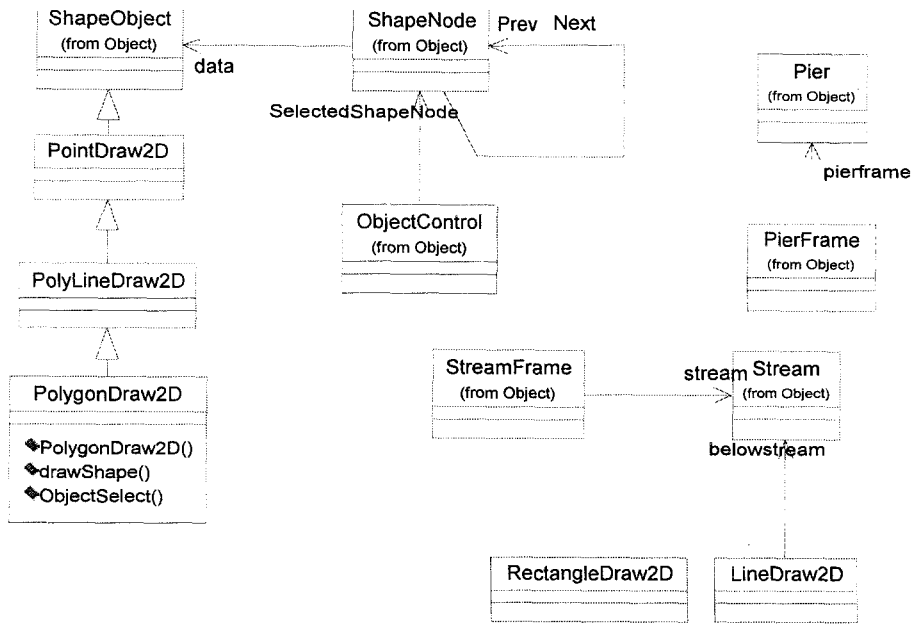 ShapeObject
(from Object)
ShapeNode
(from Object)
Prev
Next
data
Pier
(from Object)
SelectedShapeNode
PointDraw2D
pierframe
ObjectControl
(from Object)
PierFrame
(from Object)
PolyLineDraw2D
StreamFrame
(from Object)
stream
Stream
(from Object)
PolygonDraw2D
PolygonDraw2D()
drawShape()
ObjectSelect()
belowstream
RectangleDraw2D
LineDraw2D